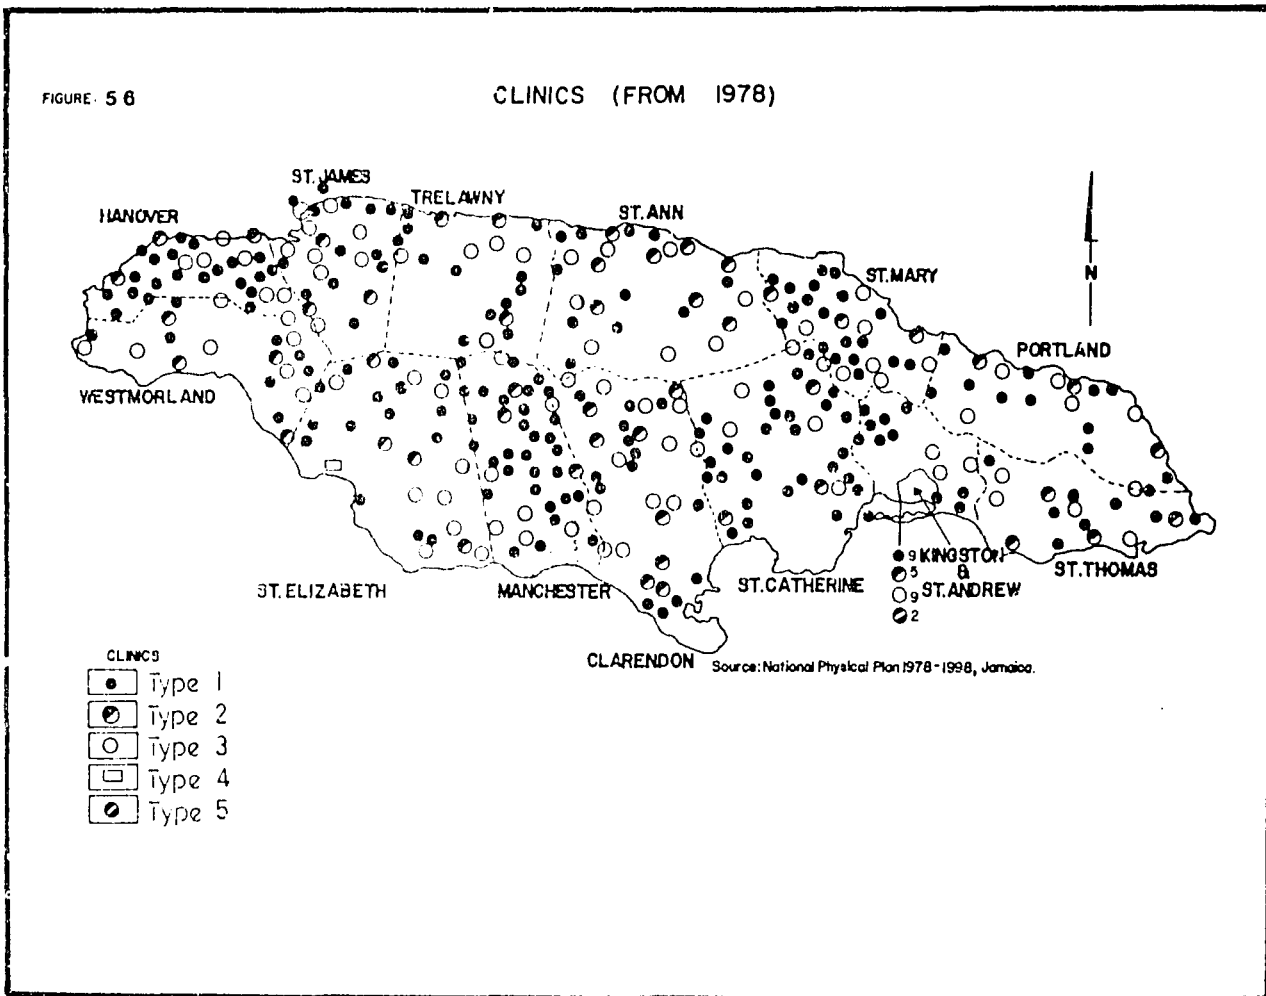 FIGURE. 5 6
CLINICS (FROM 1978)
ST. JAMES
TRELAWNY
HANOVER
ST. ANN
N
ST. MARY
PORTLAND
WESTMORLAND
9 KINGSTON
&
5
9 ST. ANDREW
2
ST. THOMAS
ST. ELIZABETH
MANCHESTER
ST. CATHERINE
CLARENDON
Source: National Physical Plan 1978-1998, Jamaica.
CLINICS
Type 1
Type 2
Type 3
Type 4
Type 5